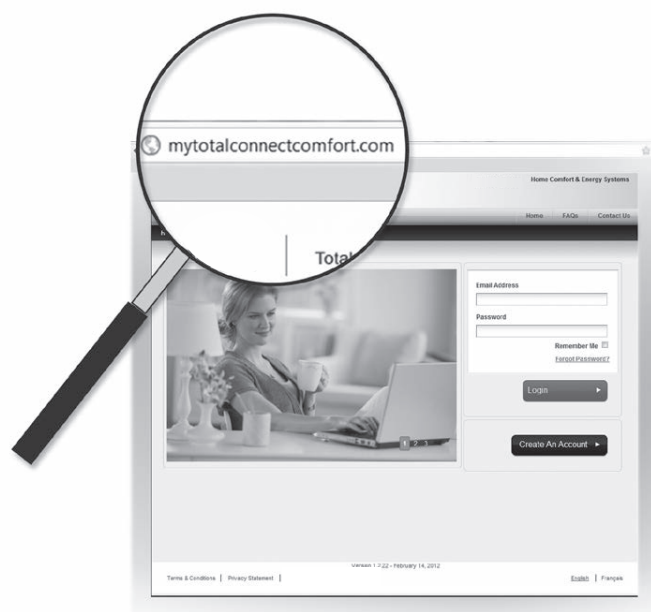 mytotalconnectcomfort.com
Home Comfort & Energy Systems
Home FAQs Contact Us
Total
Email Address
Password
Remember Me
Forgot Password?
Login
1 2 3
Create An Account
Version 1.7.22 - February 14, 2012
Terms & Conditions | Privacy Statement |
English | Français